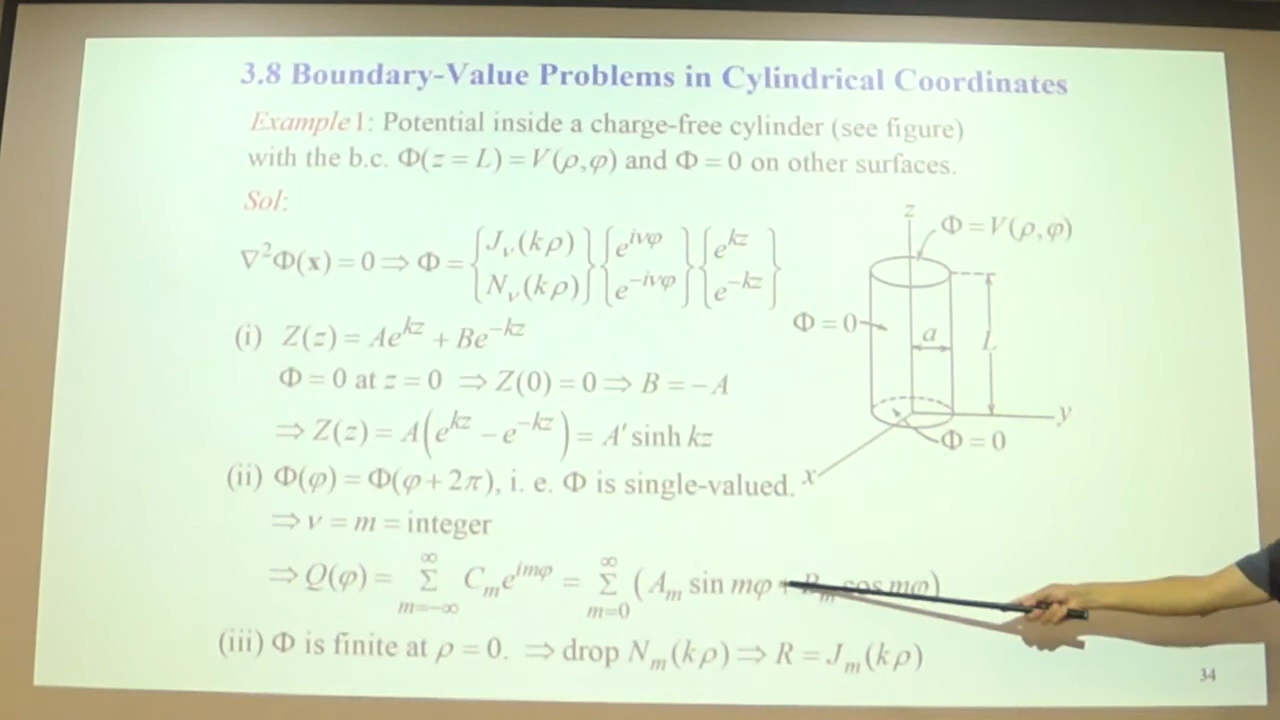 3.8 Boundary-Value Problems in Cylindrical Coordinates
Example 1: Potential inside a charge-free cylinder (see figure)
with the b.c. Φ(z = L) = V(ρ,φ) and Φ = 0 on other surfaces.
Sol:
∇²Φ(x) = 0 ⇒ Φ = { J_ν(kρ) / N_ν(kρ) } { e^{iνφ} / e^{-iνφ} } { e^{kz} / e^{-kz} }
(i) Z(z) = Ae^{kz} + Be^{-kz}
Φ = 0 at z = 0 ⇒ Z(0) = 0 ⇒ B = -A
⇒ Z(z) = A(e^{kz} - e^{-kz}) = A' sinh kz
(ii) Φ(φ) = Φ(φ + 2π), i. e. Φ is single-valued.
⇒ ν = m = integer
⇒ Q(φ) = Σ_{m=-∞}^{∞} C_m e^{imφ} = Σ_{m=0}^{∞} (A_m sin mφ + B_m cos mφ)
(iii) Φ is finite at ρ = 0. ⇒ drop N_m(kρ) ⇒ R = J_m(kρ)
z
Φ = V(ρ,φ)
Φ = 0
a
L
y
Φ = 0
x
34